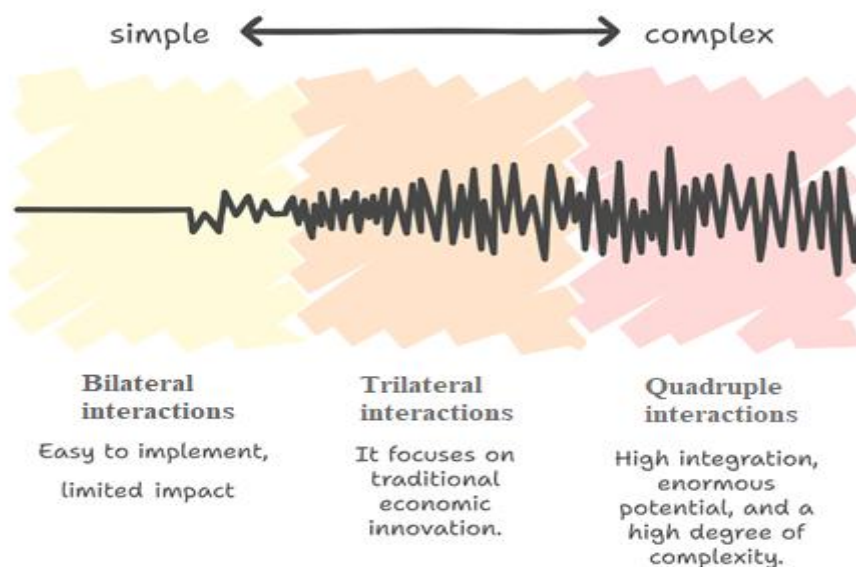 simple
complex
Bilateral
interactions
Easy to implement,
limited impact
Trilateral
interactions
It focuses on
traditional
economic
innovation.
Quadruple
interactions
High integration,
enormous
potential, and a
high degree of
complexity.